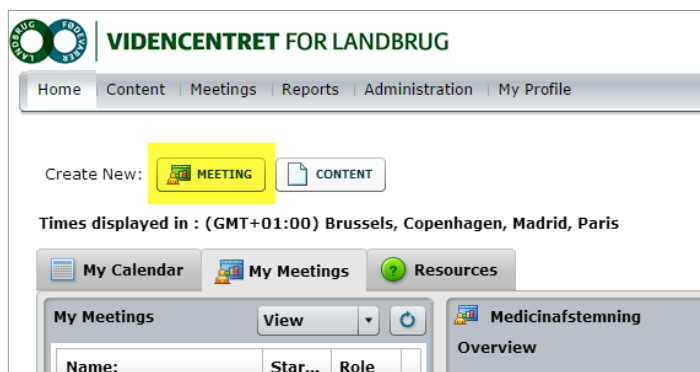 LANDBRUG FØDEVARER
VIDENCENTRET FOR LANDBRUG
Home Content Meetings Reports Administration My Profile
Create New: MEETING CONTENT
Times displayed in : (GMT+01:00) Brussels, Copenhagen, Madrid, Paris
My Calendar My Meetings ? Resources
My Meetings View Medicinafstemning
Overview
Name: Star... Role